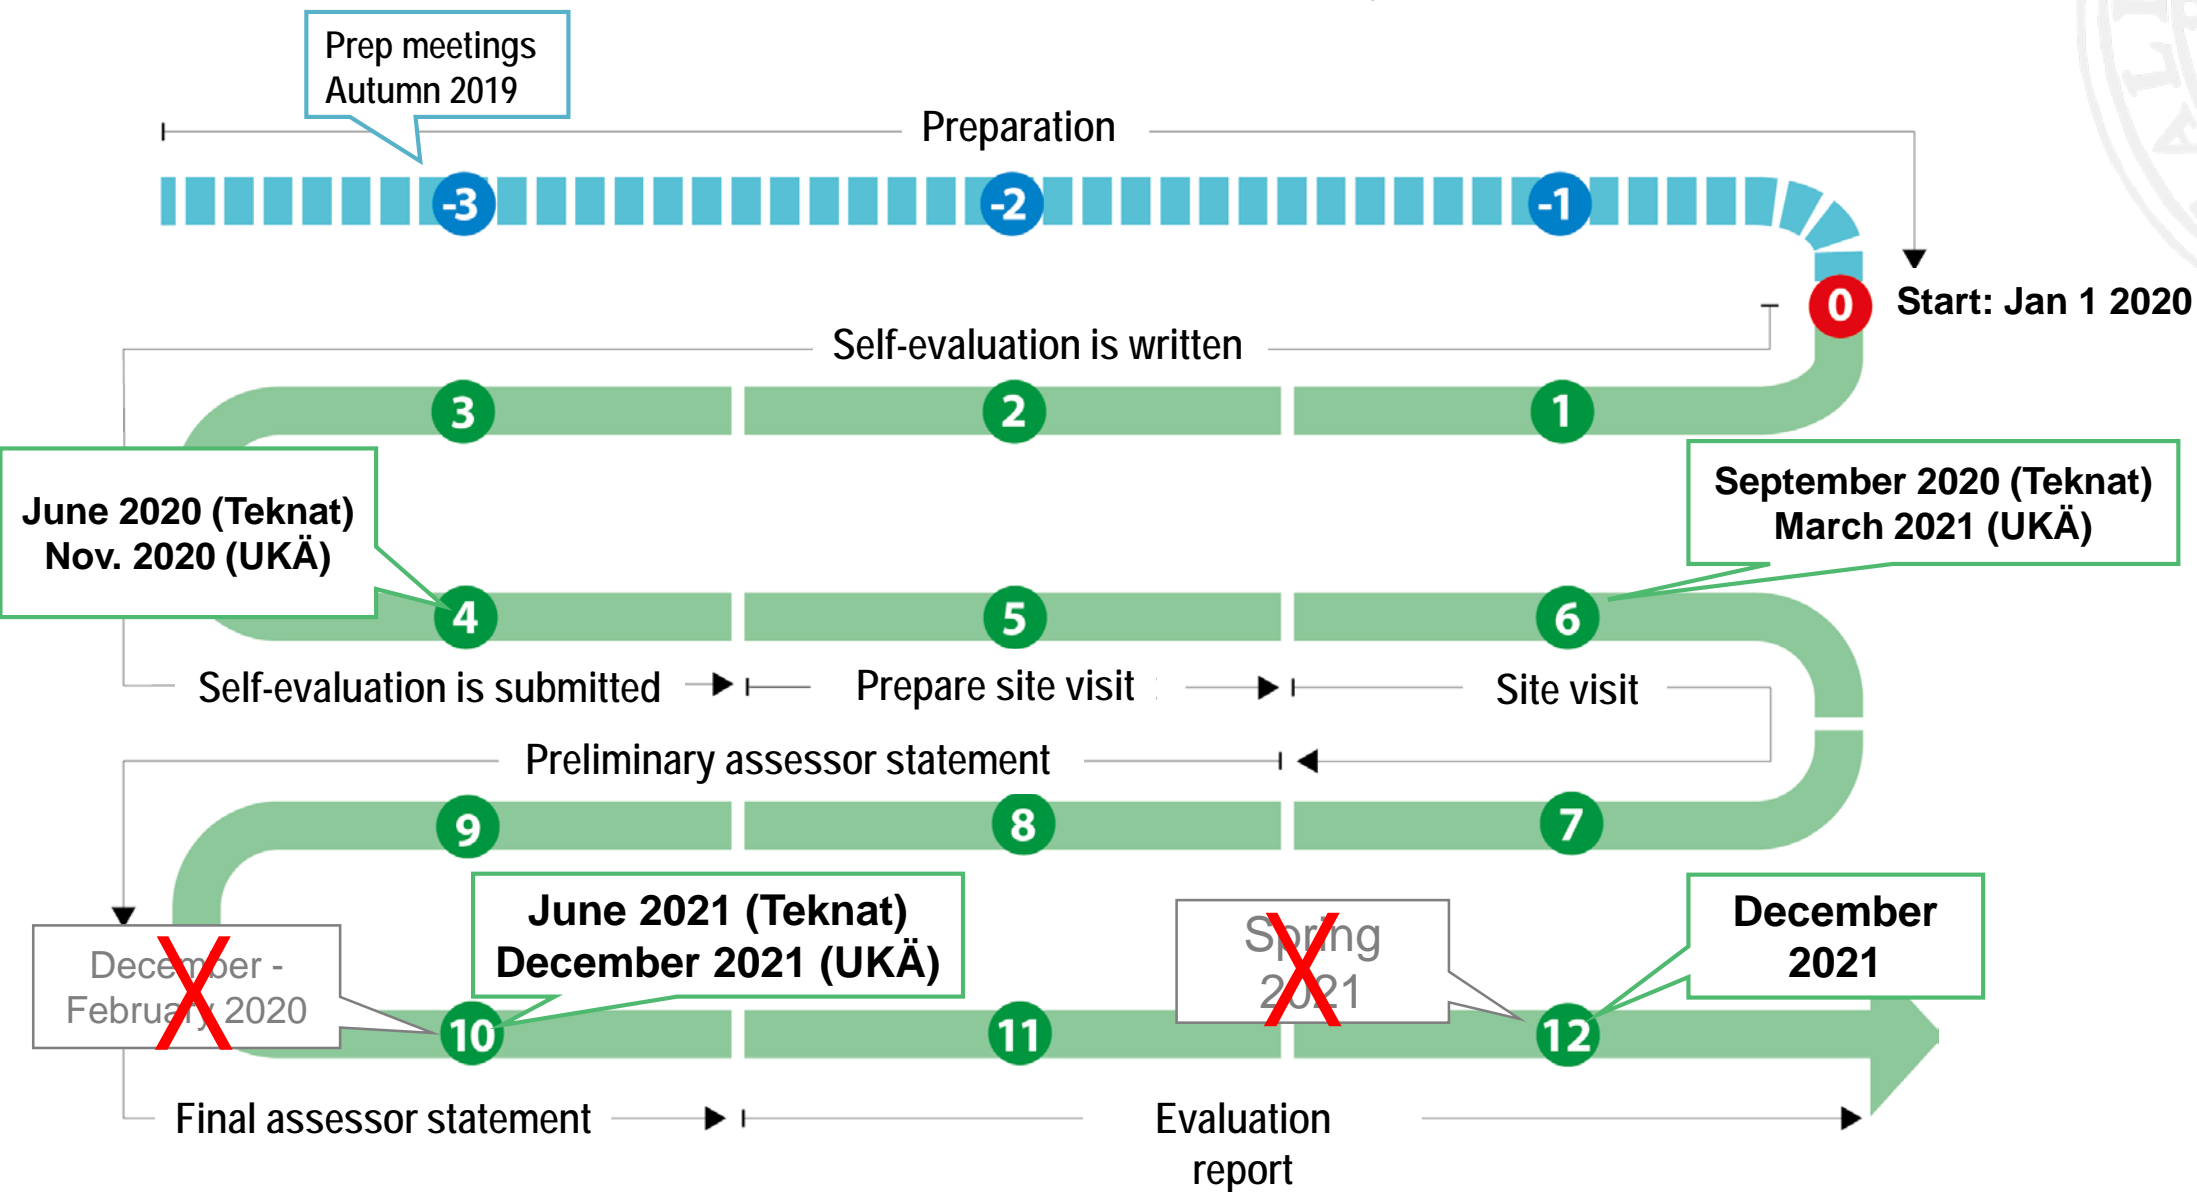 Prep meetings
Autumn 2019
Preparation
-3
-2
-1
0
Start: Jan 1 2020
Self-evaluation is written
3
2
1
June 2020 (Teknat)
Nov. 2020 (UKÄ)
September 2020 (Teknat)
March 2021 (UKÄ)
4
5
6
Self-evaluation is submitted
Prepare site visit
Site visit
Preliminary assessor statement
9
8
7
December -
February 2020
X
June 2021 (Teknat)
December 2021 (UKÄ)
Spring
2021
X
December
2021
10
11
12
Final assessor statement
Evaluation
report